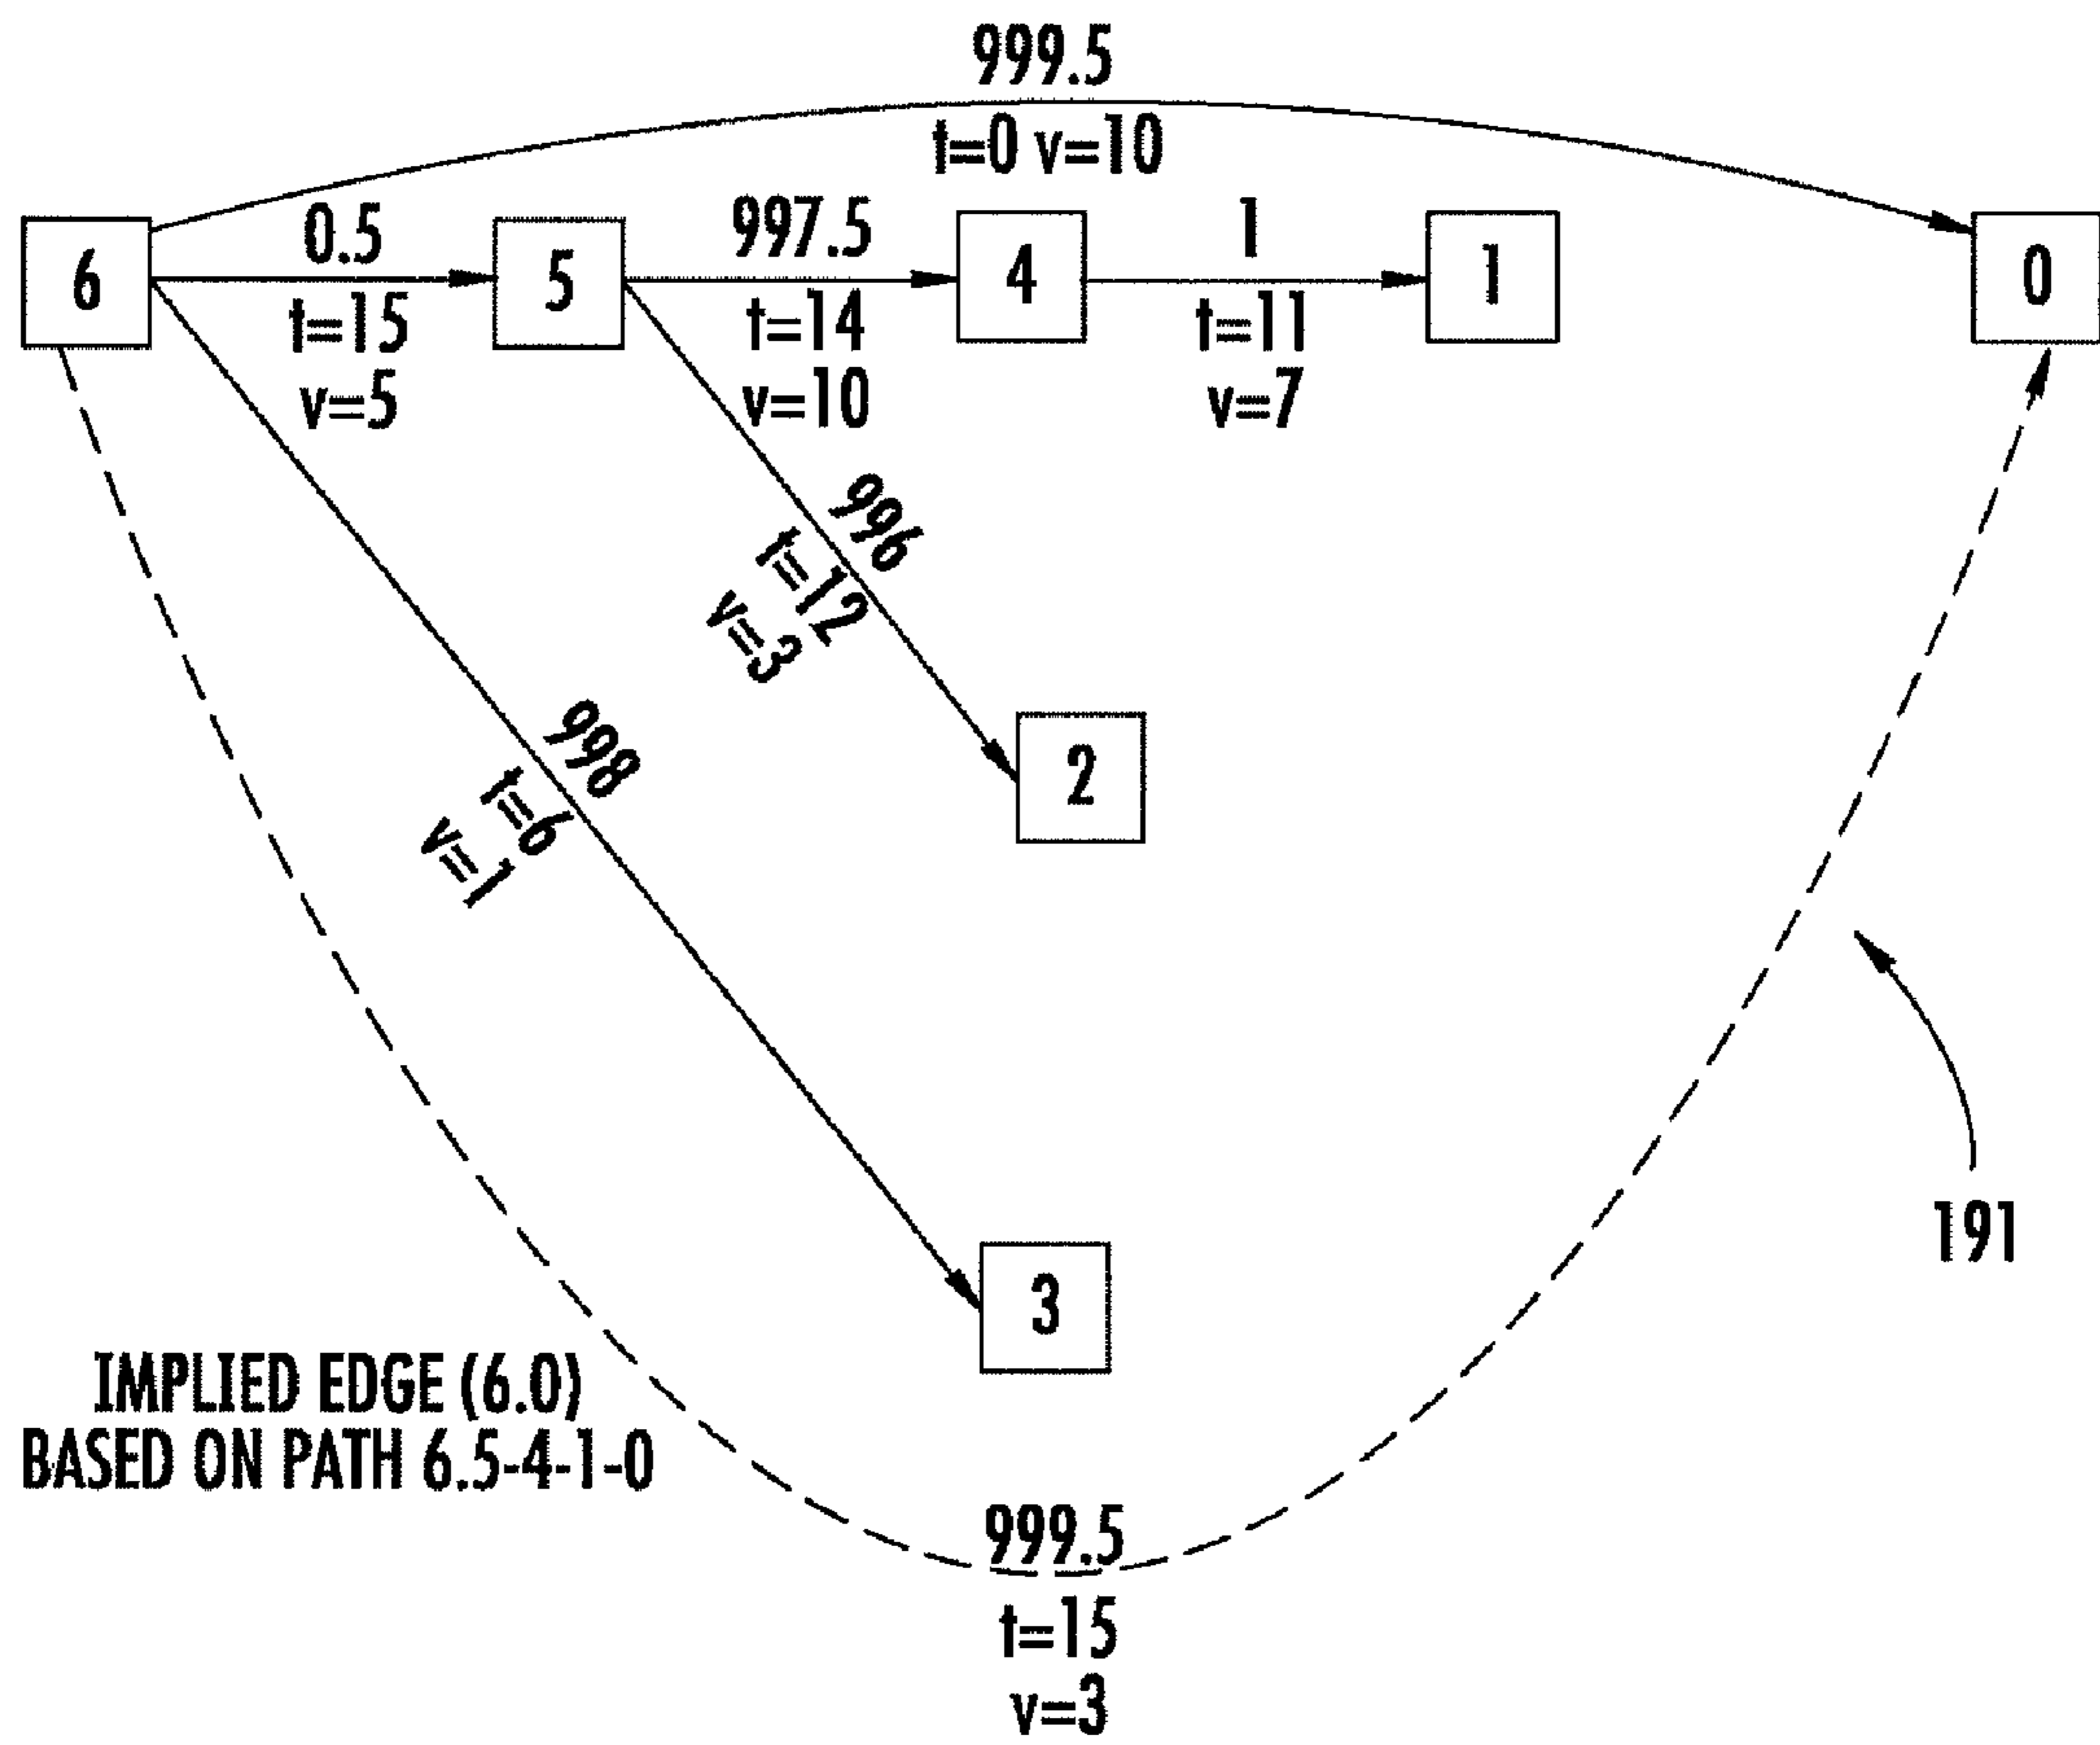 999.5
t=0 v=10
0.5
997.5
1
6
5
4
1
0
t=15
v=5
t=14
v=10
t=11
v=7
996
t=12
v=3
2
998
t=6
v=1
3
191
IMPLIED EDGE (6.0)
BASED ON PATH 6.5-4-1-0
999.5
t=15
v=3